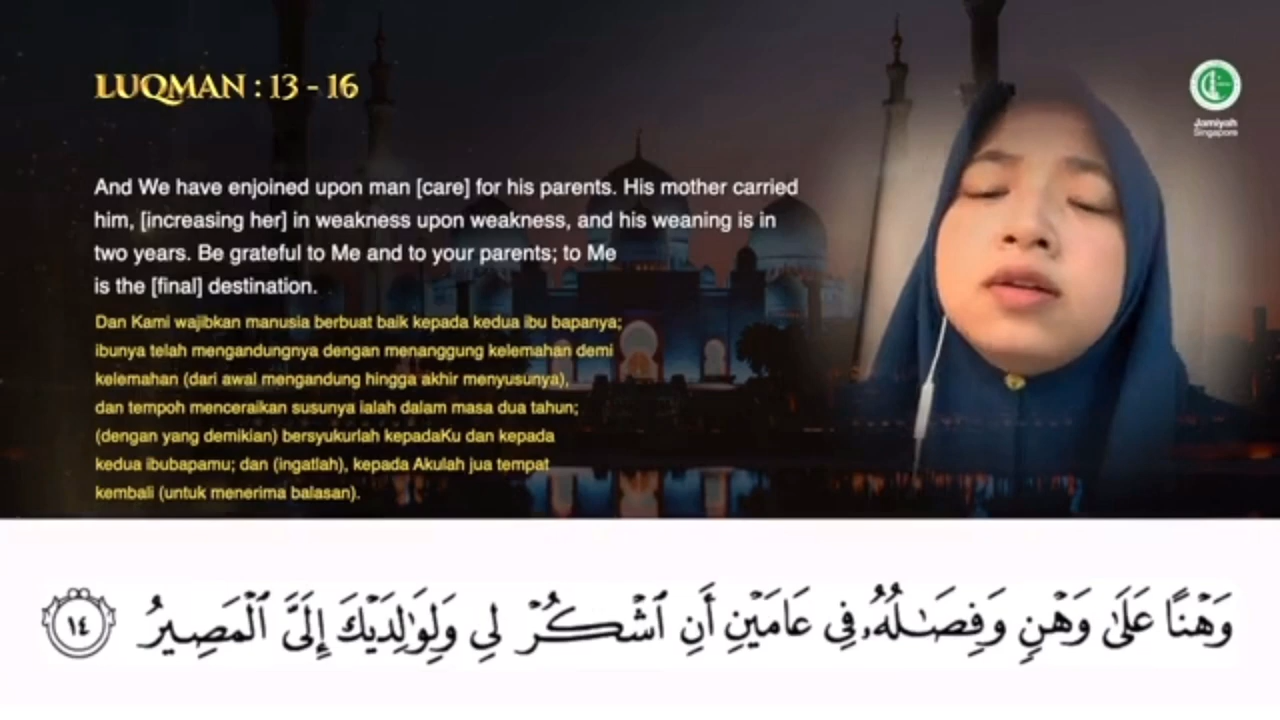 LUQMAN : 13 - 16
Jamiyah
Singapore
And We have enjoined upon man [care] for his parents. His mother carried
him, [increasing her] in weakness upon weakness, and his weaning is in
two years. Be grateful to Me and to your parents; to Me
is the [final] destination.
Dan Kami wajibkan manusia berbuat baik kepada kedua ibu bapanya;
ibunya telah mengandungnya dengan menanggung kelemahan demi
kelemahan (dari awal mengandung hingga akhir menyusunya),
dan tempoh menceraikan susunya ialah dalam masa dua tahun;
(dengan yang demikian) bersyukurlah kepadaKu dan kepada
kedua ibubapamu; dan (ingatlah), kepada Akulah jua tempat
kembali (untuk menerima balasan).
وَهْنًا عَلَىٰ وَهْنٍ وَفِصَـٰلُهُۥ فِى عَامَيْنِ أَنِ ٱشْكُرْ لِى وَلِوَٰلِدَيْكَ إِلَىَّ ٱلْمَصِيرُ ١٤